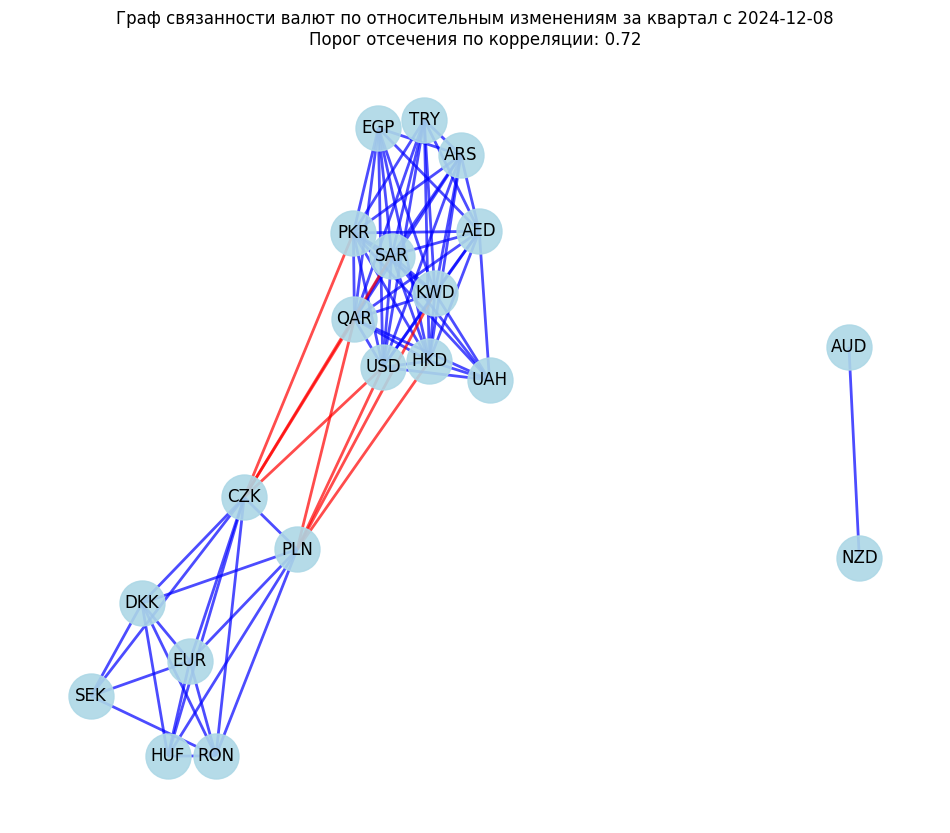 Граф связанности валют по относительным изменениям за квартал с 2024-12-08
Порог отсечения по корреляции: 0.72
EGP
TRY
ARS
PKR
AED
SAR
KWD
QAR
USD
HKD
UAH
AUD
CZK
PLN
NZD
DKK
EUR
SEK
HUF
RON